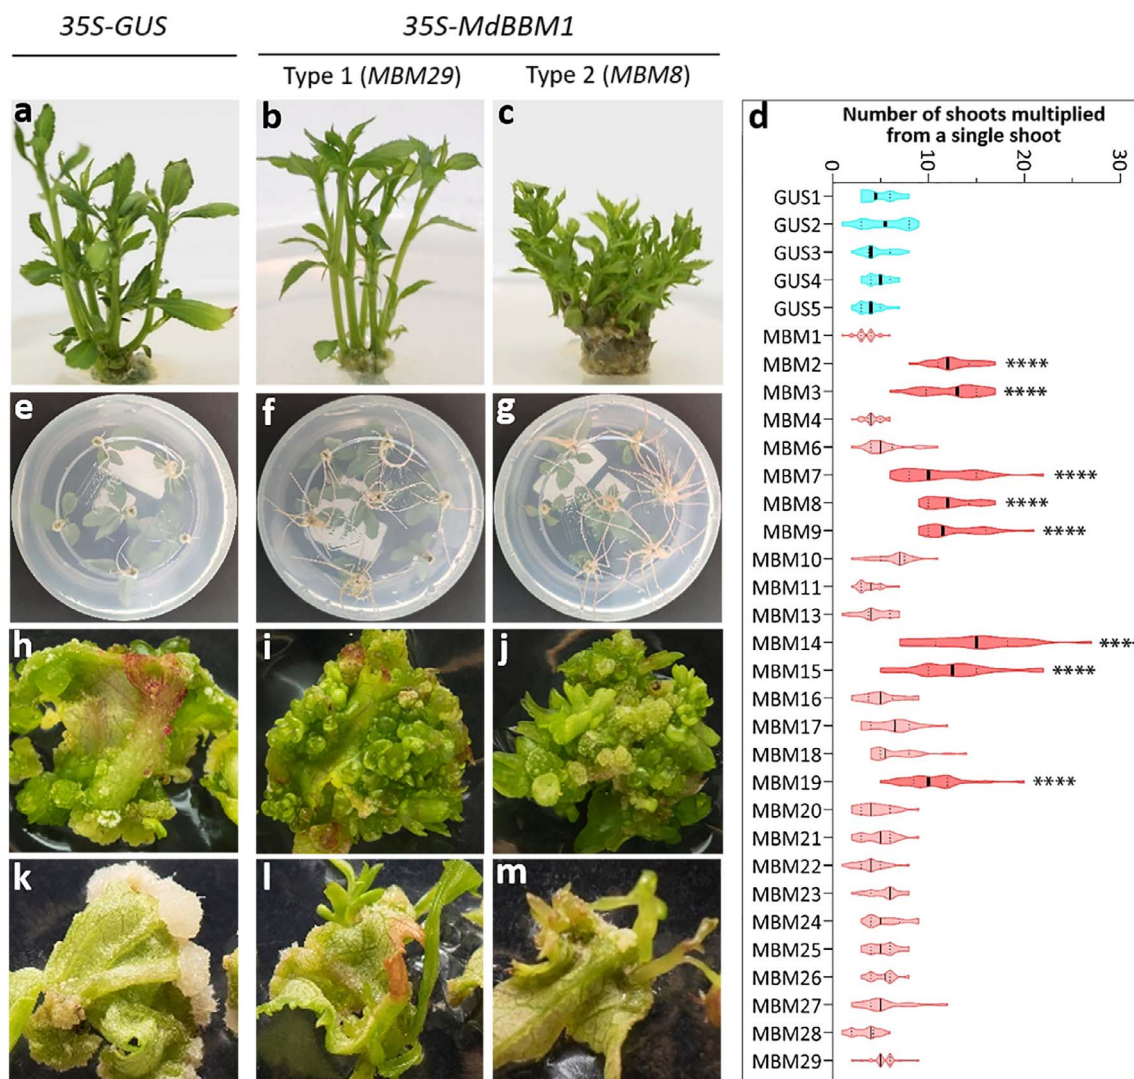 35S-GUS
35S-MdBBM1
Type 1 (MBM29)
Type 2 (MBM8)
a
b
c
d
Number of shoots multiplied
from a single shoot
0
10
20
30
GUS1
GUS2
GUS3
GUS4
GUS5
MBM1
MBM2 ****
MBM3 ****
MBM4
MBM6
MBM7 ****
MBM8 ****
MBM9 ****
MBM10
MBM11
MBM13
MBM14 ****
MBM15 ****
MBM16
MBM17
MBM18
MBM19 ****
MBM20
MBM21
MBM22
MBM23
MBM24
MBM25
MBM26
MBM27
MBM28
MBM29
e
f
g
h
i
j
k
l
m